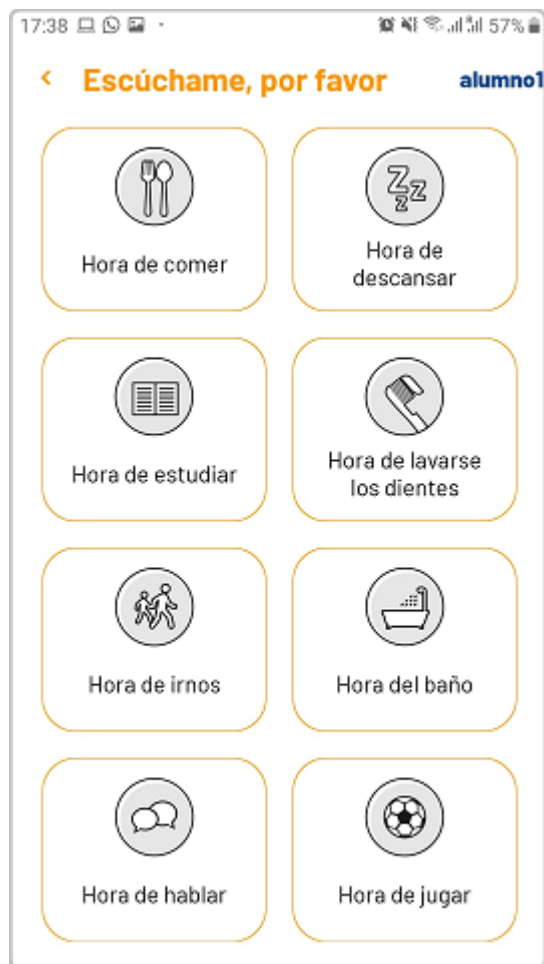 17:38 57%
Escúchame, por favor alumno1
Hora de comer
Hora de
descansar
Hora de estudiar
Hora de lavarse
los dientes
Hora de irnos
Hora del baño
Hora de hablar
Hora de jugar